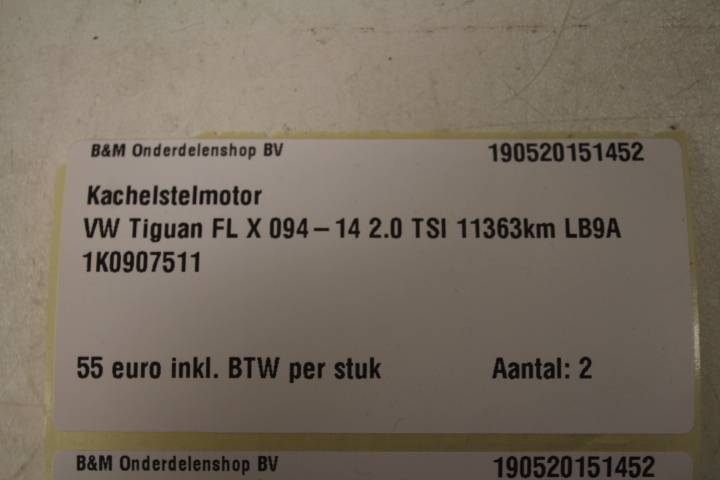 B&M Onderdelenshop BV 190520151452
Kachelstelmotor
VW Tiguan FL X 094-14 2.0 TSI 11363km LB9A
1K0907511
55 euro inkl. BTW per stuk Aantal: 2
B&M Onderdelenshop BV 190520151452